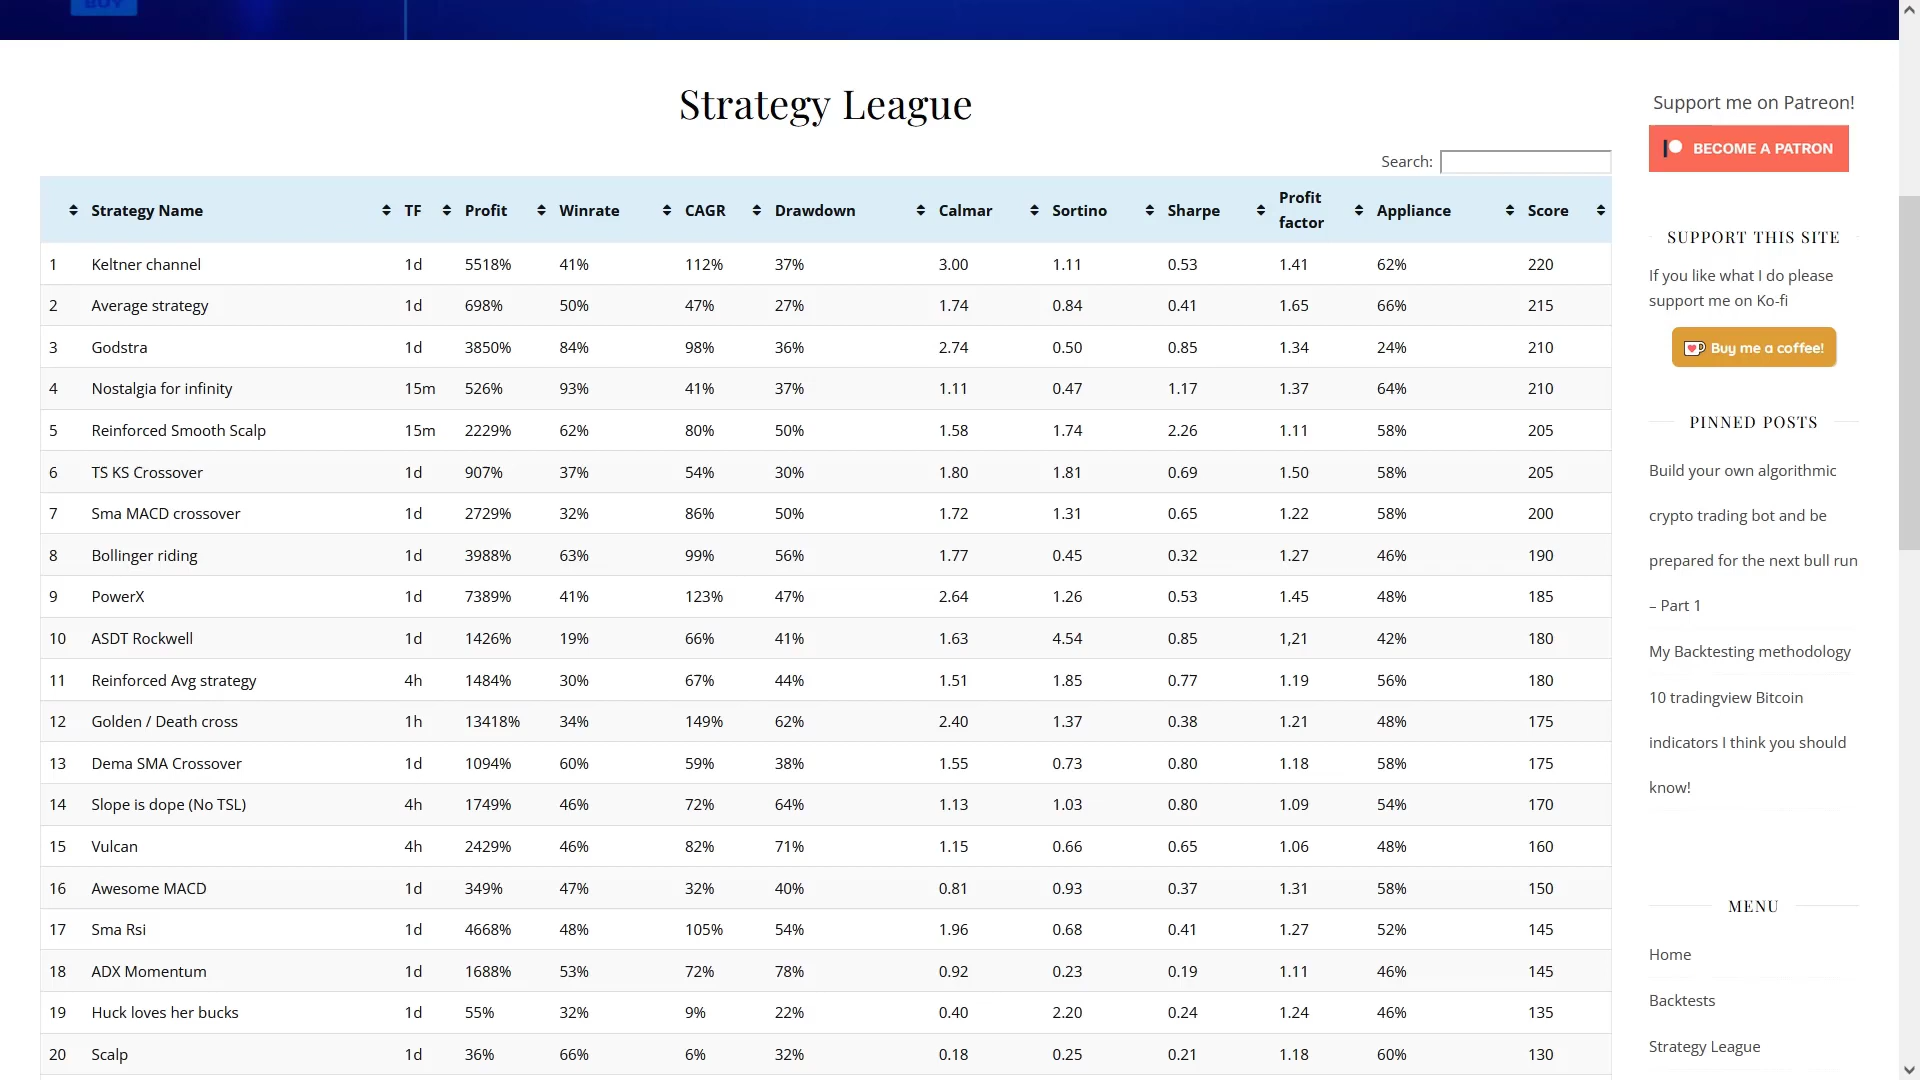 BUY
Strategy League
Search:
Strategy Name TF Profit Winrate CAGR Drawdown Calmar Sortino Sharpe Profit factor Appliance Score
1 Keltner channel 1d 5518% 41% 112% 37% 3.00 1.11 0.53 1.41 62% 220
2 Average strategy 1d 698% 50% 47% 27% 1.74 0.84 0.41 1.65 66% 215
3 Godstra 1d 3850% 84% 98% 36% 2.74 0.50 0.85 1.34 24% 210
4 Nostalgia for infinity 15m 526% 93% 41% 37% 1.11 0.47 1.17 1.37 64% 210
5 Reinforced Smooth Scalp 15m 2229% 62% 80% 50% 1.58 1.74 2.26 1.11 58% 205
6 TS KS Crossover 1d 907% 37% 54% 30% 1.80 1.81 0.69 1.50 58% 205
7 Sma MACD crossover 1d 2729% 32% 86% 50% 1.72 1.31 0.65 1.22 58% 200
8 Bollinger riding 1d 3988% 63% 99% 56% 1.77 0.45 0.32 1.27 46% 190
9 PowerX 1d 7389% 41% 123% 47% 2.64 1.26 0.53 1.45 48% 185
10 ASDT Rockwell 1d 1426% 19% 66% 41% 1.63 4.54 0.85 1,21 42% 180
11 Reinforced Avg strategy 4h 1484% 30% 67% 44% 1.51 1.85 0.77 1.19 56% 180
12 Golden / Death cross 1h 13418% 34% 149% 62% 2.40 1.37 0.38 1.21 48% 175
13 Dema SMA Crossover 1d 1094% 60% 59% 38% 1.55 0.73 0.80 1.18 58% 175
14 Slope is dope (No TSL) 4h 1749% 46% 72% 64% 1.13 1.03 0.80 1.09 54% 170
15 Vulcan 4h 2429% 46% 82% 71% 1.15 0.66 0.65 1.06 48% 160
16 Awesome MACD 1d 349% 47% 32% 40% 0.81 0.93 0.37 1.31 58% 150
17 Sma Rsi 1d 4668% 48% 105% 54% 1.96 0.68 0.41 1.27 52% 145
18 ADX Momentum 1d 1688% 53% 72% 78% 0.92 0.23 0.19 1.11 46% 145
19 Huck loves her bucks 1d 55% 32% 9% 22% 0.40 2.20 0.24 1.24 46% 135
20 Scalp 1d 36% 66% 6% 32% 0.18 0.25 0.21 1.18 60% 130
Support me on Patreon!
BECOME A PATRON
SUPPORT THIS SITE
If you like what I do please
support me on Ko-fi
Buy me a coffee!
PINNED POSTS
Build your own algorithmic
crypto trading bot and be
prepared for the next bull run
– Part 1
My Backtesting methodology
10 tradingview Bitcoin
indicators I think you should
know!
MENU
Home
Backtests
Strategy League